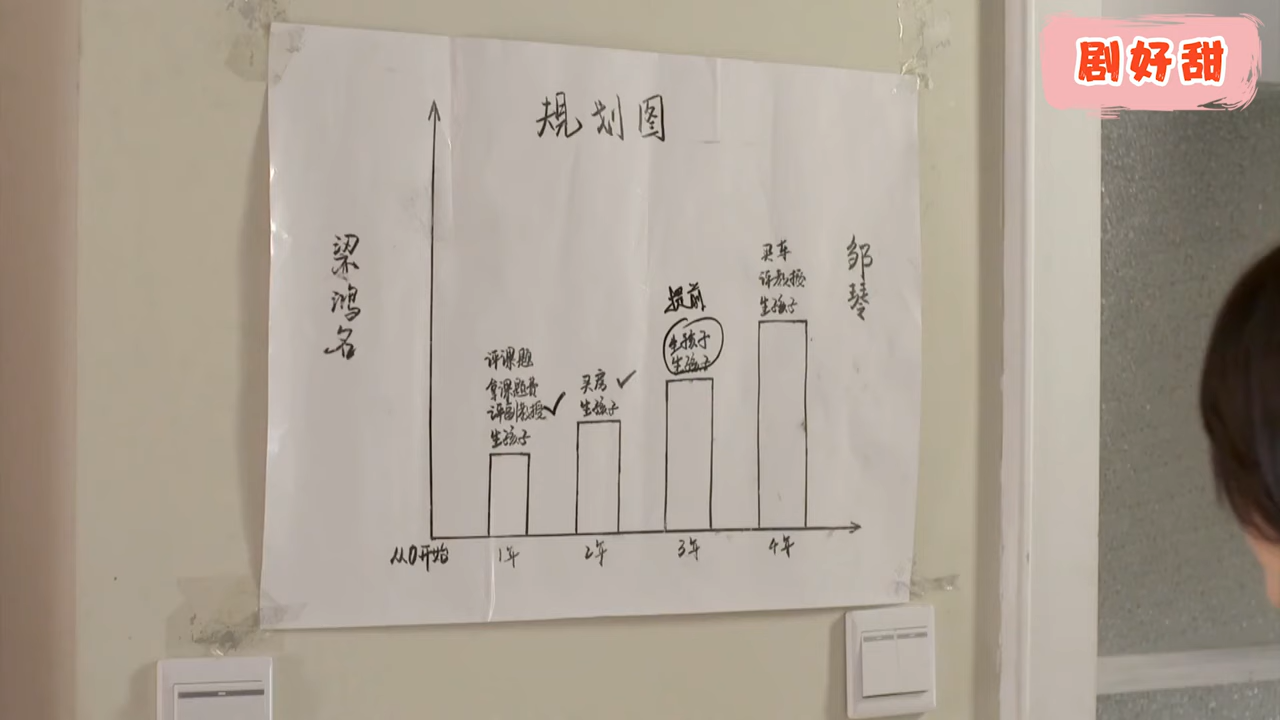 剧好甜
规划图
梁鸿名
邹琴
评课题
拿课题费
评副教授✓
生孩子
买房✓
生孩子
提前
生孩子
生孩子
买车
评教授
生孩子
从0开始
1年
2年
3年
4年